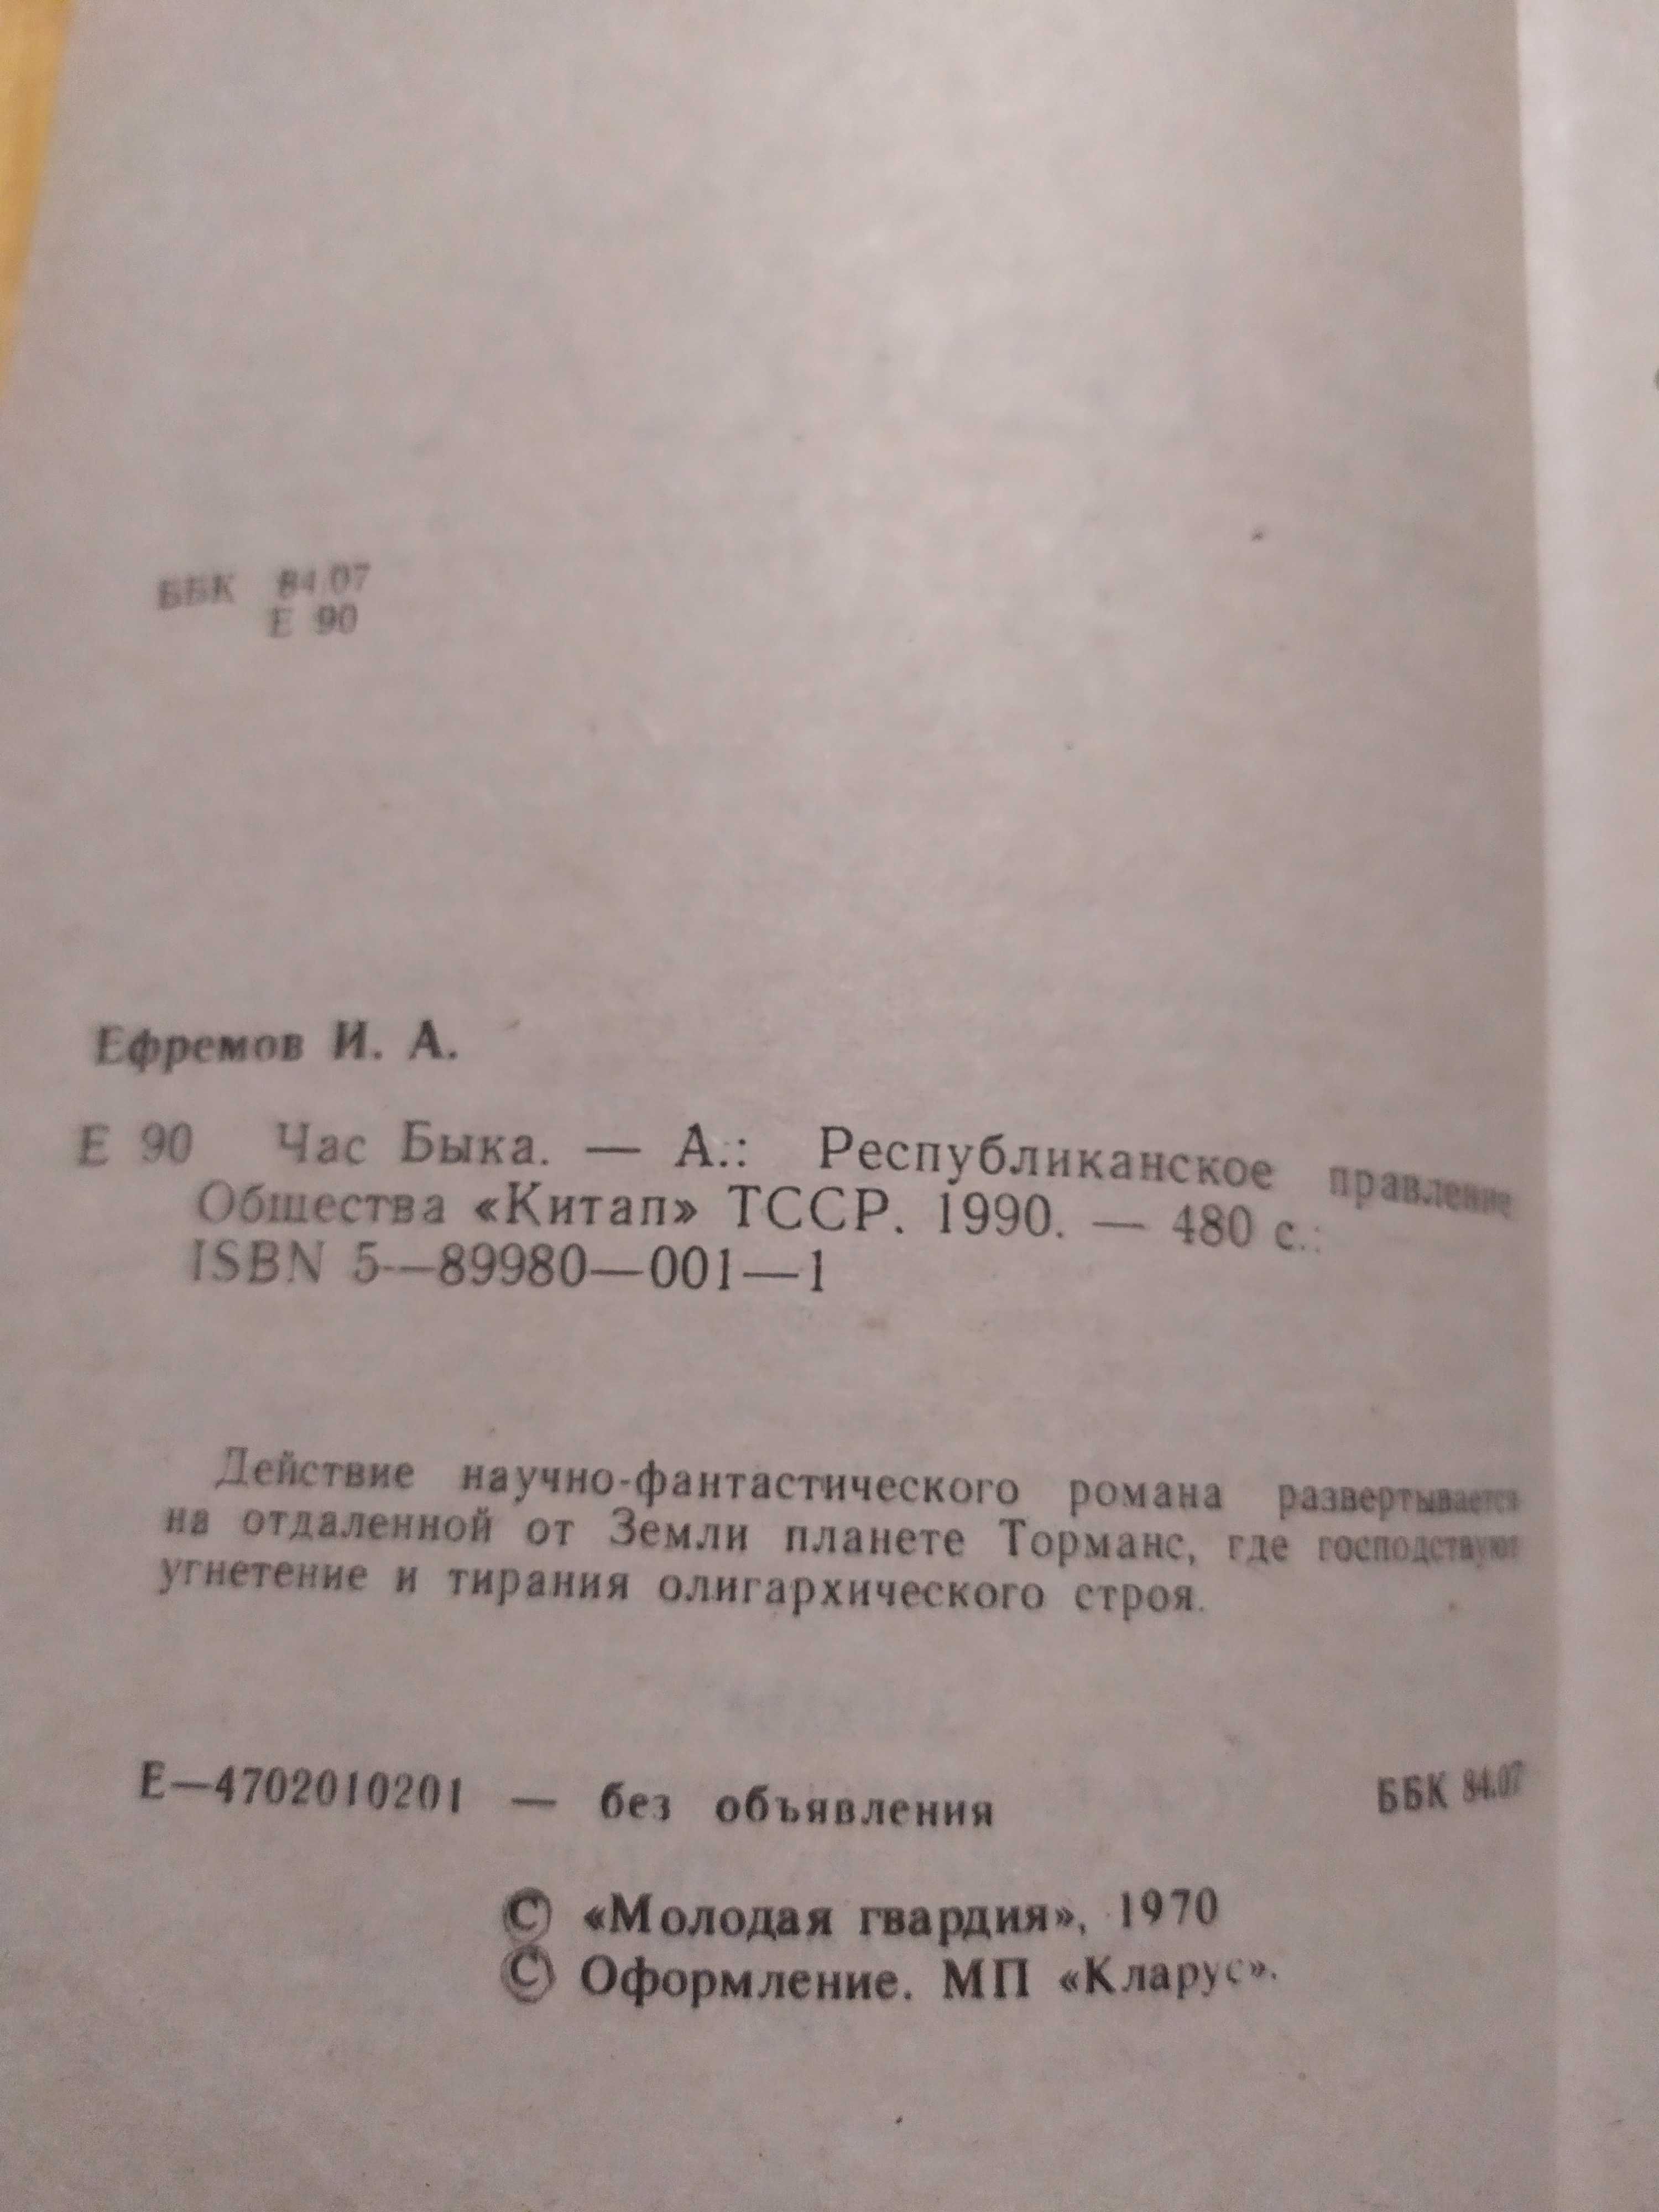 ББК 84.07
Е 90
Ефремов И. А.
Е 90 Час Быка. — А.: Республиканское правление
Общества «Китап» ТССР. 1990. — 480 с.:
ISBN 5—89980—001—1
Действие научно-фантастического романа развертывается
на отдаленной от Земли планете Торманс, где господствуют
угнетение и тирания олигархического строя.
Е—4702010201 — без объявления ББК 84.07
© «Молодая гвардия», 1970
© Оформление. МП «Кларус».